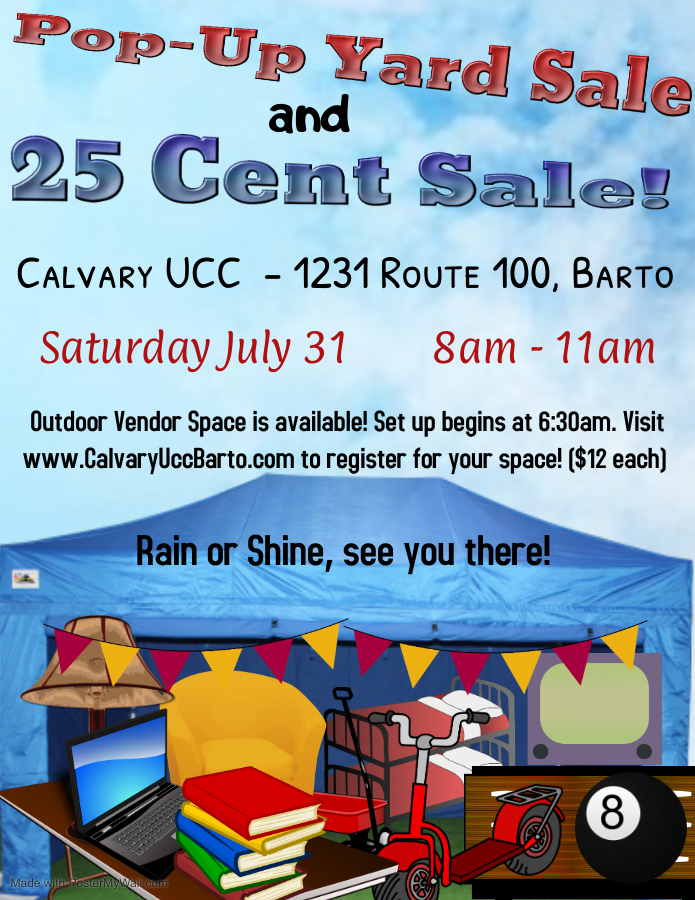 Pop-Up Yard Sale
and
25 Cent Sale!
Calvary UCC – 1231 Route 100, Barto
Saturday July 31 8am - 11am
Outdoor Vendor Space is available! Set up begins at 6:30am. Visit
www.CalvaryUccBarto.com to register for your space! ($12 each)
Rain or Shine, see you there!
8
Made with PosterMyWall.com